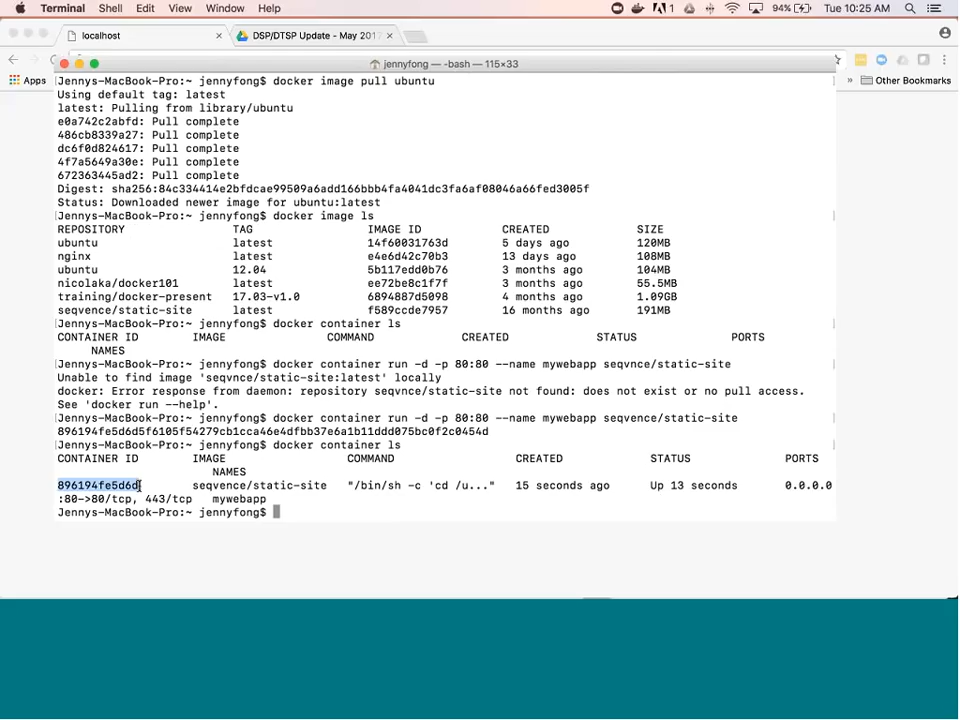 Terminal Shell Edit View Window Help 1 94% Tue 10:25 AM
localhost × DSP/DTSP Update - May 2017 ×
Apps » Other Bookmarks
jennyfong — -bash — 115×33
Jennys-MacBook-Pro:~ jennyfong$ docker image pull ubuntu
Using default tag: latest
latest: Pulling from library/ubuntu
e0a742c2abfd: Pull complete
486cb8339a27: Pull complete
dc6f0d824617: Pull complete
4f7a5649a30e: Pull complete
672363445ad2: Pull complete
Digest: sha256:84c334414e2bfdcae99509a6add166bbb4fa4041dc3fa6af08046a66fed3005f
Status: Downloaded newer image for ubuntu:latest
Jennys-MacBook-Pro:~ jennyfong$ docker image ls
REPOSITORY TAG IMAGE ID CREATED SIZE
ubuntu latest 14f60031763d 5 days ago 120MB
nginx latest e4e6d42c70b3 13 days ago 108MB
ubuntu 12.04 5b117edd0b76 3 months ago 104MB
nicolaka/docker101 latest ee72be8c1f7f 3 months ago 55.5MB
training/docker-present 17.03-v1.0 6894887d5098 4 months ago 1.09GB
seqvence/static-site latest f589ccde7957 16 months ago 191MB
Jennys-MacBook-Pro:~ jennyfong$ docker container ls
CONTAINER ID IMAGE COMMAND CREATED STATUS PORTS
NAMES
Jennys-MacBook-Pro:~ jennyfong$ docker container run -d -p 80:80 --name mywebapp seqvnce/static-site
Unable to find image 'seqvnce/static-site:latest' locally
docker: Error response from daemon: repository seqvnce/static-site not found: does not exist or no pull access.
See 'docker run --help'.
Jennys-MacBook-Pro:~ jennyfong$ docker container run -d -p 80:80 --name mywebapp seqvence/static-site
896194fe5d6d5f6105f54279cb1cca46e4dfbb37e6a1b11ddd075bc0f2c0454d
Jennys-MacBook-Pro:~ jennyfong$ docker container ls
CONTAINER ID IMAGE COMMAND CREATED STATUS PORTS
NAMES
896194fe5d6d seqvence/static-site "/bin/sh -c 'cd /u..." 15 seconds ago Up 13 seconds 0.0.0.0
:80->80/tcp, 443/tcp mywebapp
Jennys-MacBook-Pro:~ jennyfong$